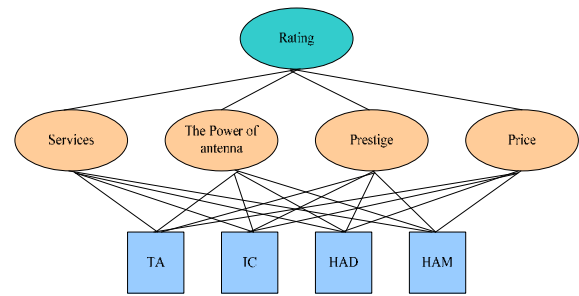 Rating
Services
The Power of
antenna
Prestige
Price
TA
IC
HAD
HAM